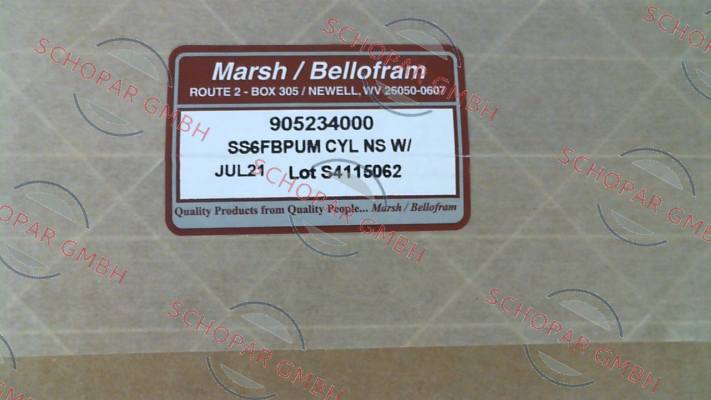 Marsh / Bellofram
ROUTE 2 - BOX 305 / NEWELL, WV 26050-0607
905234000
SS6FBPUM CYL NS W/
JUL21 Lot S4115062
Quality Products from Quality People... Marsh / Bellofram
SCHOPAR GMBH
SCHOPAR GMBH
SCHOPAR GMBH
SCHOPAR GMBH
SCHOPAR GMBH
SCHOPAR GMBH
SCHOPAR GMBH
SCHOPAR GMBH